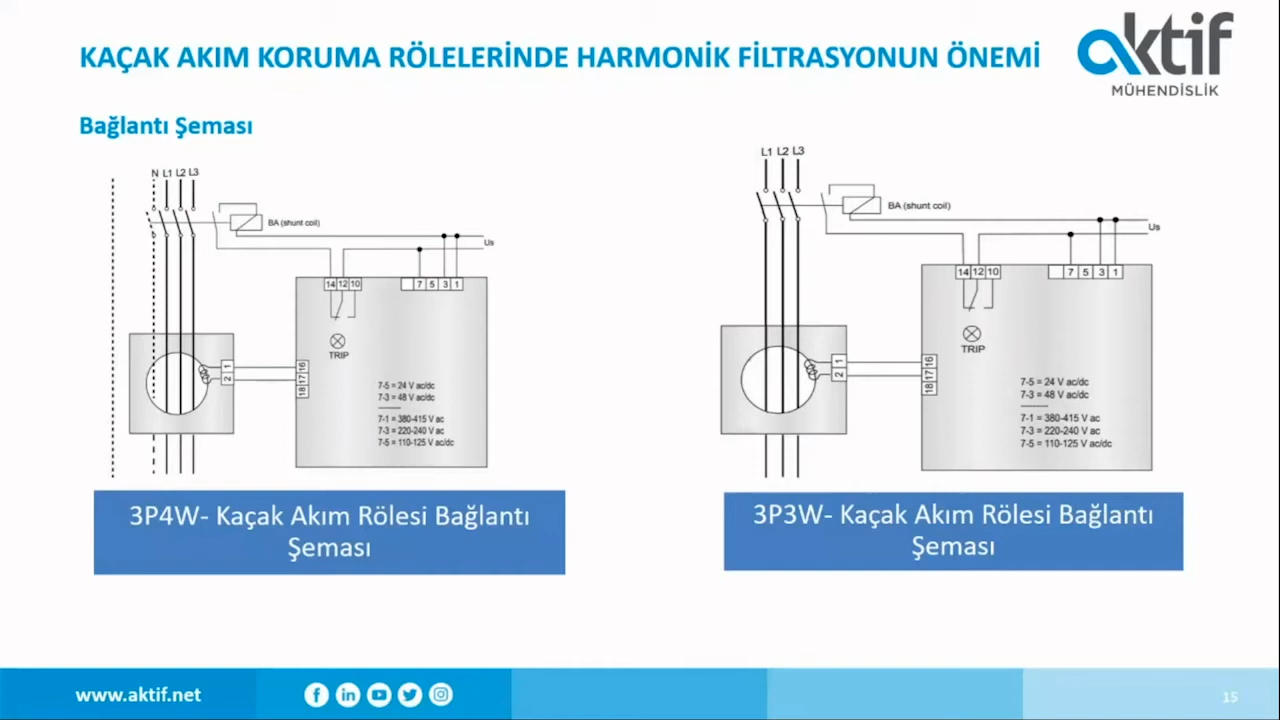 KAÇAK AKIM KORUMA RÖLELERİNDE HARMONİK FİLTRASYONUN ÖNEMİ
aktif
MÜHENDİSLİK
Bağlantı Şeması
N L1 L2 L3
BA (shunt coil)
Us
14 12 10
7 5 3 1
TRIP
1
2
16
17
18
7-5 = 24 V ac/dc
7-3 = 48 V ac/dc
7-1 = 380-415 V ac
7-3 = 220-240 V ac
7-5 = 110-125 V ac/dc
3P4W- Kaçak Akım Rölesi Bağlantı
Şeması
L1 L2 L3
BA (shunt coil)
Us
14 12 10
7 5 3 1
TRIP
1
2
16
17
18
7-5 = 24 V ac/dc
7-3 = 48 V ac/dc
7-1 = 380-415 V ac
7-3 = 220-240 V ac
7-5 = 110-125 V ac/dc
3P3W- Kaçak Akım Rölesi Bağlantı
Şeması
www.aktif.net
15